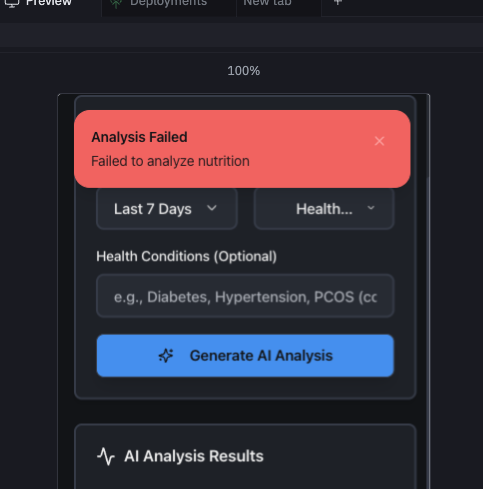 Preview Deployments New tab +
100%
Analysis Failed
Failed to analyze nutrition
Last 7 Days Health...
Health Conditions (Optional)
e.g., Diabetes, Hypertension, PCOS (cc
Generate AI Analysis
AI Analysis Results